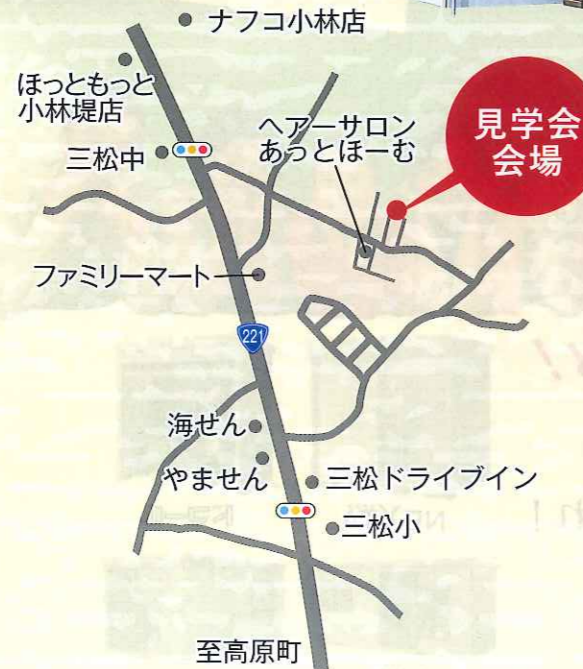 ナフコ小林店
ほっともっと
小林堤店
三松中
ヘアーサロン
あっとほーむ
見学会
会場
ファミリーマート
221
海せん
やません
三松ドライブイン
三松小
至高原町